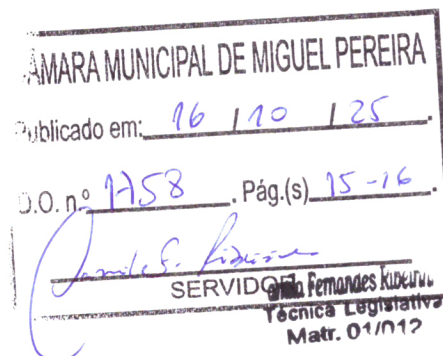 CÂMARA MUNICIPAL DE MIGUEL PEREIRA
Publicado em: 16 / 10 / 25.
D.O. nº 1758. Pág.(s) 15-16
SERVIDOR
Fernandes Ribeiro
Técnica Legislativa
Matr. 01/012